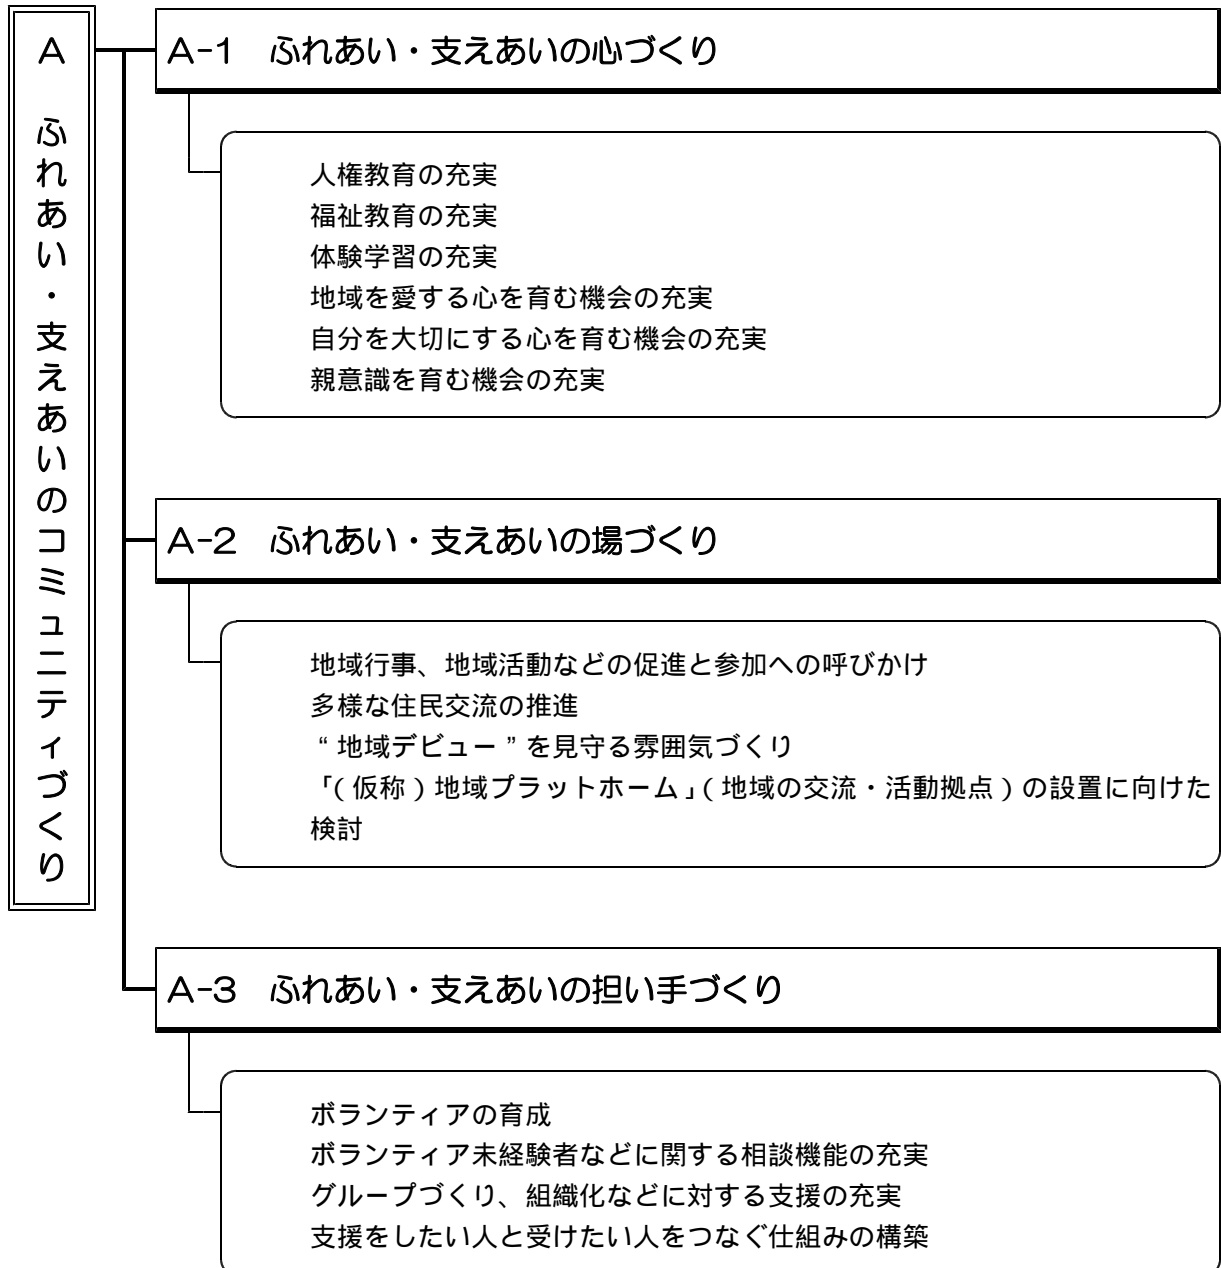 A ふれあい・支えあいのコミュニティづくり
A-1 ふれあい・支えあいの心づくり
人権教育の充実
福祉教育の充実
体験学習の充実
地域を愛する心を育む機会の充実
自分を大切にする心を育む機会の充実
親意識を育む機会の充実
A-2 ふれあい・支えあいの場づくり
地域行事、地域活動などの促進と参加への呼びかけ
多様な住民交流の推進
“地域デビュー”を見守る雰囲気づくり
「(仮称)地域プラットホーム」(地域の交流・活動拠点)の設置に向けた
検討
A-3 ふれあい・支えあいの担い手づくり
ボランティアの育成
ボランティア未経験者などに関する相談機能の充実
グループづくり、組織化などに対する支援の充実
支援をしたい人と受けたい人をつなぐ仕組みの構築